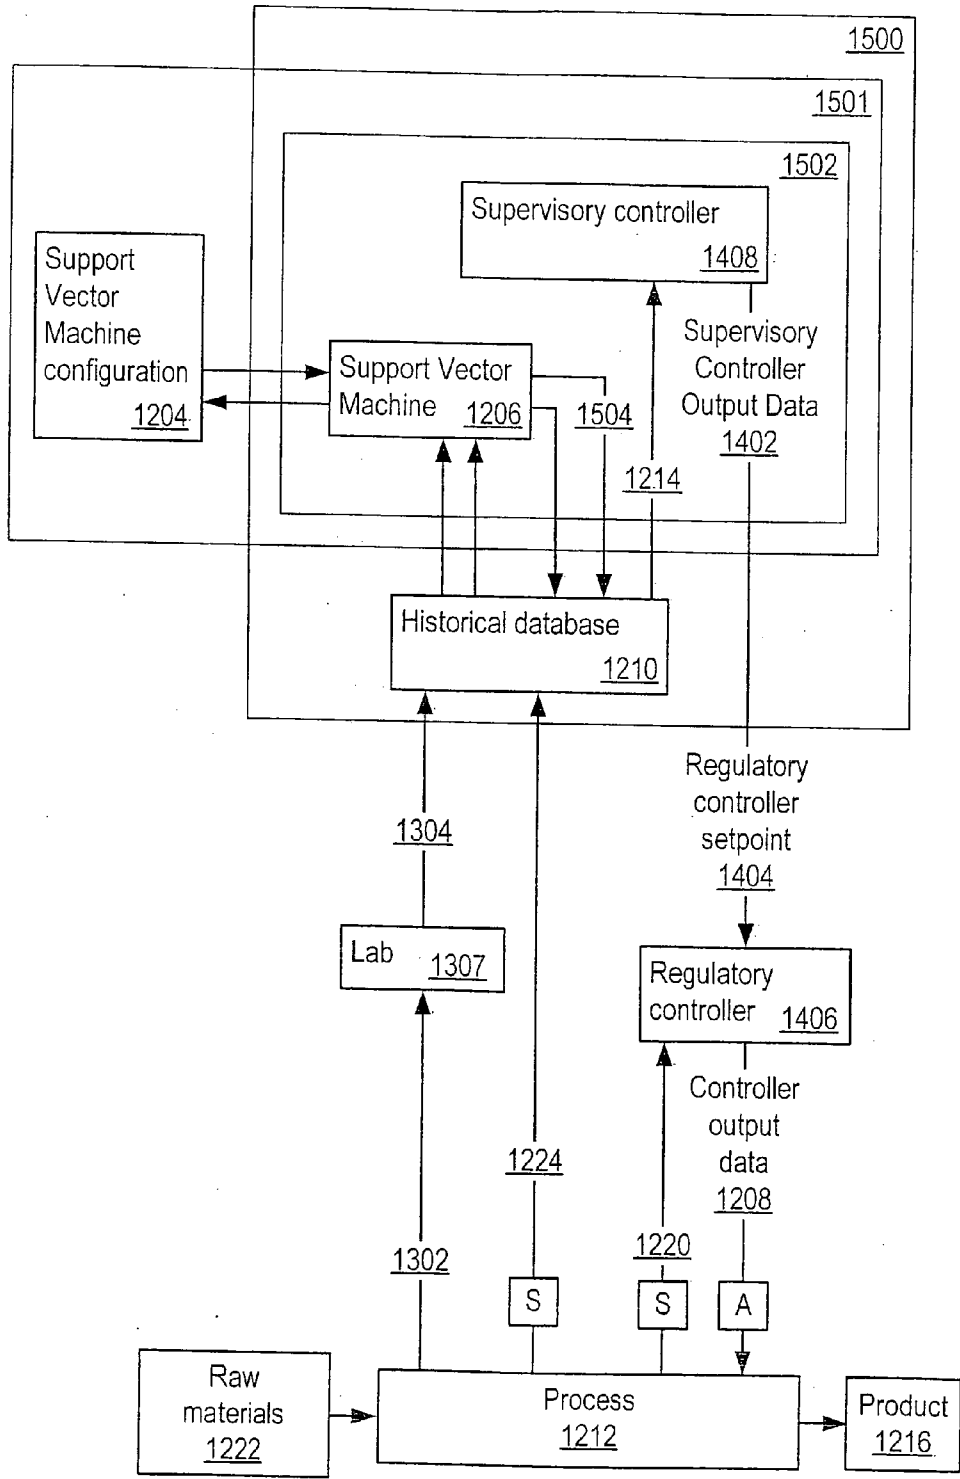 1500
1501
1502
Supervisory controller
1408
Support
Vector
Machine
configuration
1204
Supervisory
Controller
Output Data
1402
Support Vector
Machine
1206
1504
1214
Historical database
1210
Regulatory
controller
setpoint
1404
1304
Lab
1307
Regulatory
controller
1406
Controller
output
data
1208
1224
1220
1302
S
S
A
Raw
materials
1222
Process
1212
Product
1216